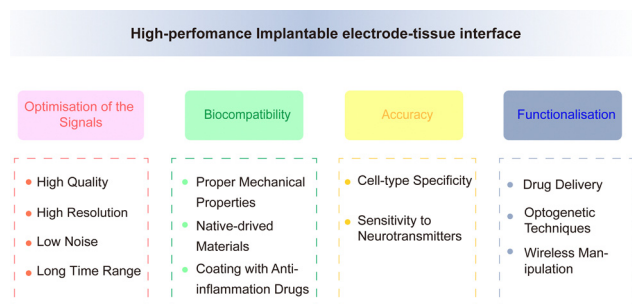 High-perfomance Implantable electrode-tissue interface
Optimisation of the
Signals
Biocompatibility
Accuracy
Functionalisation
High Quality
High Resolution
Low Noise
Long Time Range
Proper Mechanical
Properties
Native-drived
Materials
Coating with Anti-
inflammation Drugs
Cell-type Specificity
Sensitivity to
Neurotransmitters
Drug Delivery
Optogenetic
Techniques
Wireless Man-
ipulation